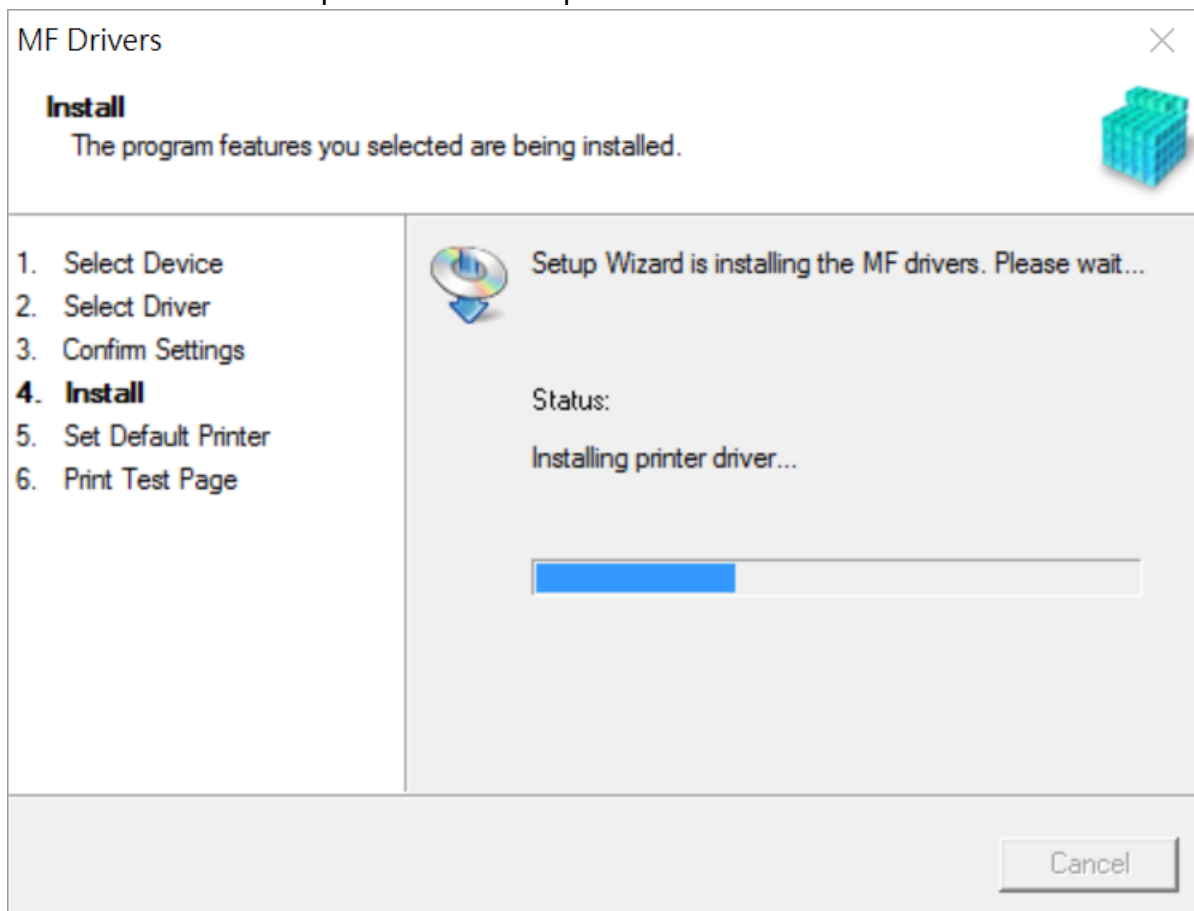 MF Drivers
Install
The program features you selected are being installed.
1. Select Device
2. Select Driver
3. Confirm Settings
4. Install
5. Set Default Printer
6. Print Test Page
Setup Wizard is installing the MF drivers. Please wait...
Status:
Installing printer driver...
Cancel